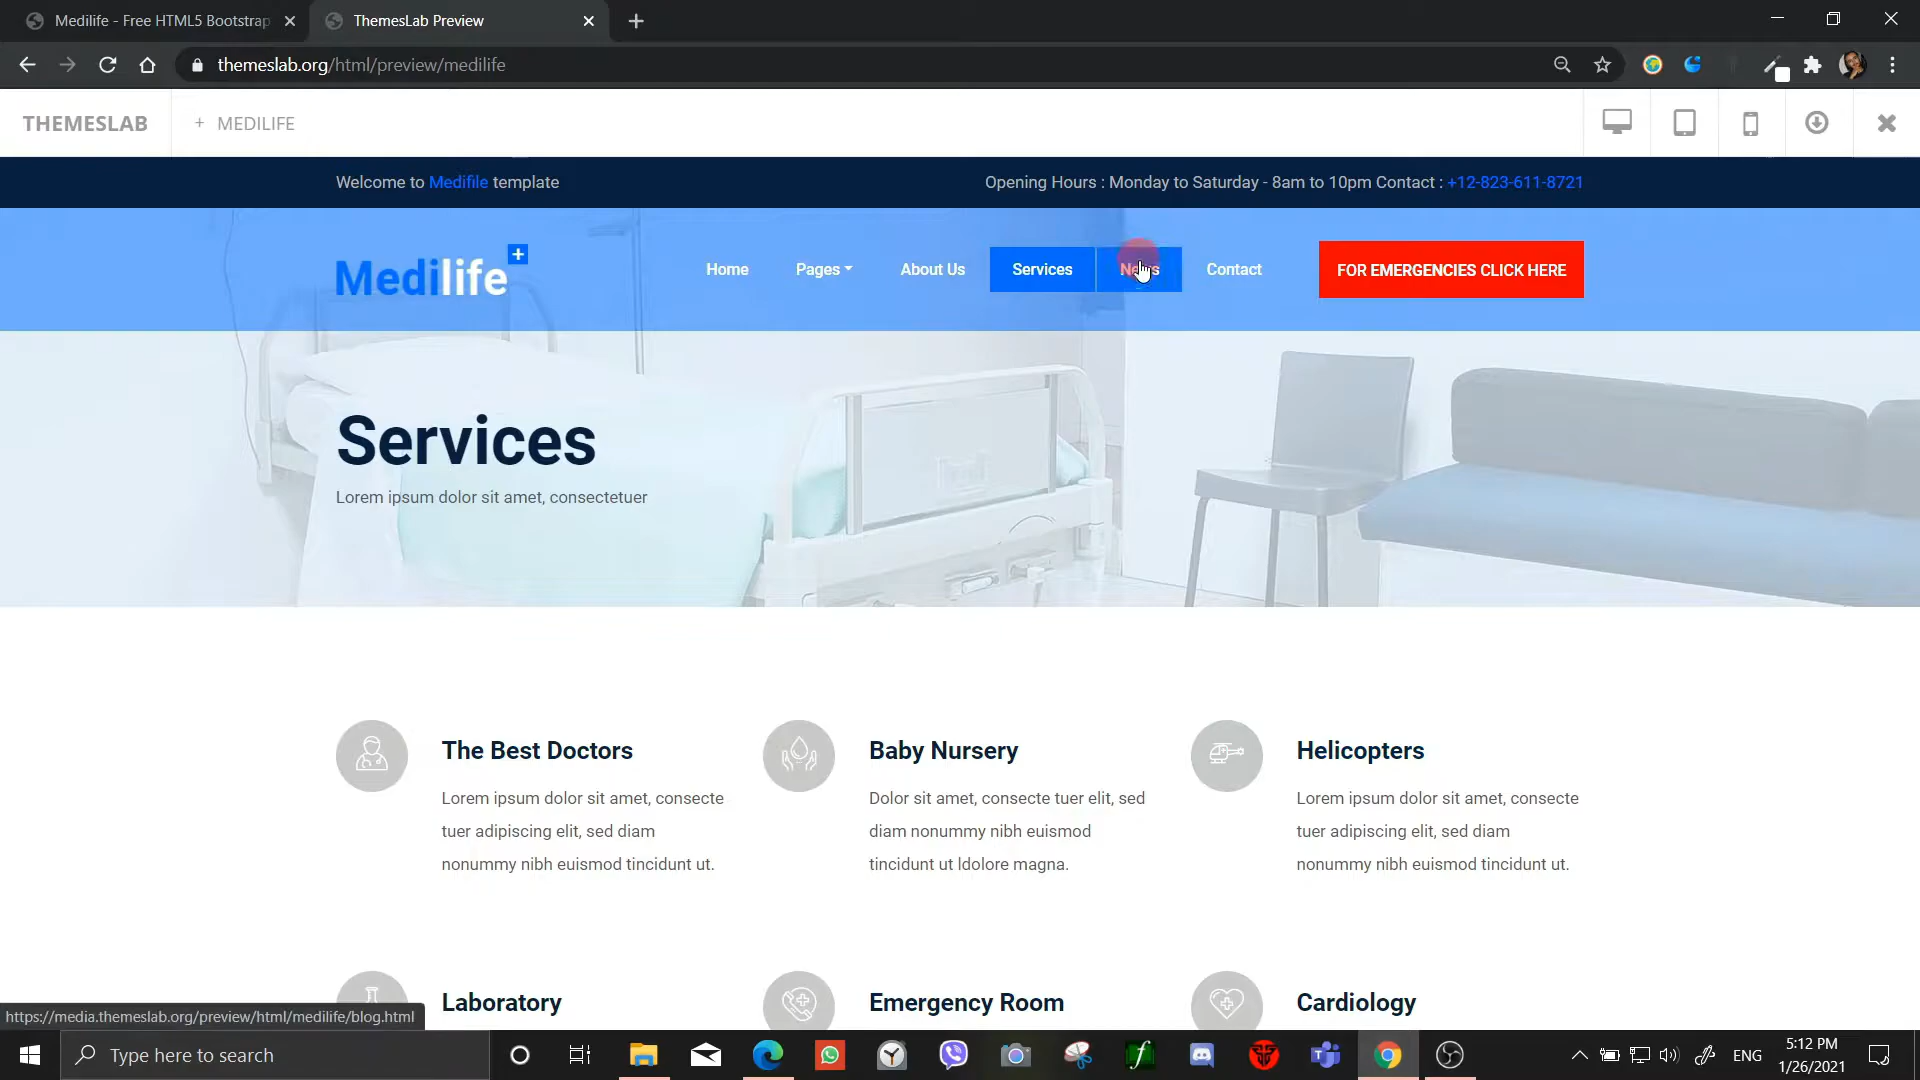 Medilife - Free HTML5 Bootstrap
ThemesLab Preview
themeslab.org/html/preview/medilife
THEMESLAB
+ MEDILIFE
Welcome to Medifile template
Opening Hours : Monday to Saturday - 8am to 10pm Contact : +12-823-611-8721
Medilife+
Home
Pages
About Us
Services
News
Contact
FOR EMERGENCIES CLICK HERE
Services
Lorem ipsum dolor sit amet, consectetuer
The Best Doctors
Lorem ipsum dolor sit amet, consecte
tuer adipiscing elit, sed diam
nonummy nibh euismod tincidunt ut.
Baby Nursery
Dolor sit amet, consecte tuer elit, sed
diam nonummy nibh euismod
tincidunt ut ldolore magna.
Helicopters
Lorem ipsum dolor sit amet, consecte
tuer adipiscing elit, sed diam
nonummy nibh euismod tincidunt ut.
Laboratory
Emergency Room
Cardiology
https://media.themeslab.org/preview/html/medilife/blog.html
Type here to search
ENG
5:12 PM
1/26/2021